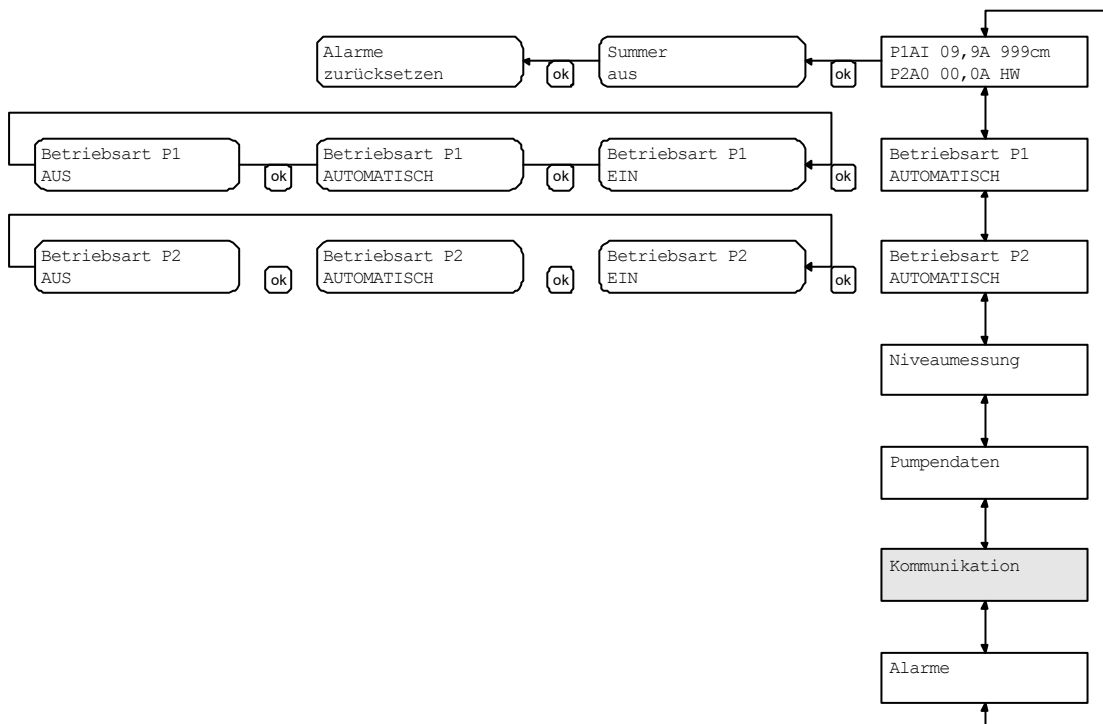 Alarme
zurücksetzen
ok
Summer
aus
ok
P1AI 09,9A 999cm
P2A0 00,0A HW
Betriebsart P1
AUS
ok
Betriebsart P1
AUTOMATISCH
ok
Betriebsart P1
EIN
ok
Betriebsart P1
AUTOMATISCH
Betriebsart P2
AUS
ok
Betriebsart P2
AUTOMATISCH
ok
Betriebsart P2
EIN
ok
Betriebsart P2
AUTOMATISCH
Niveaumessung
Pumpendaten
Kommunikation
Alarme